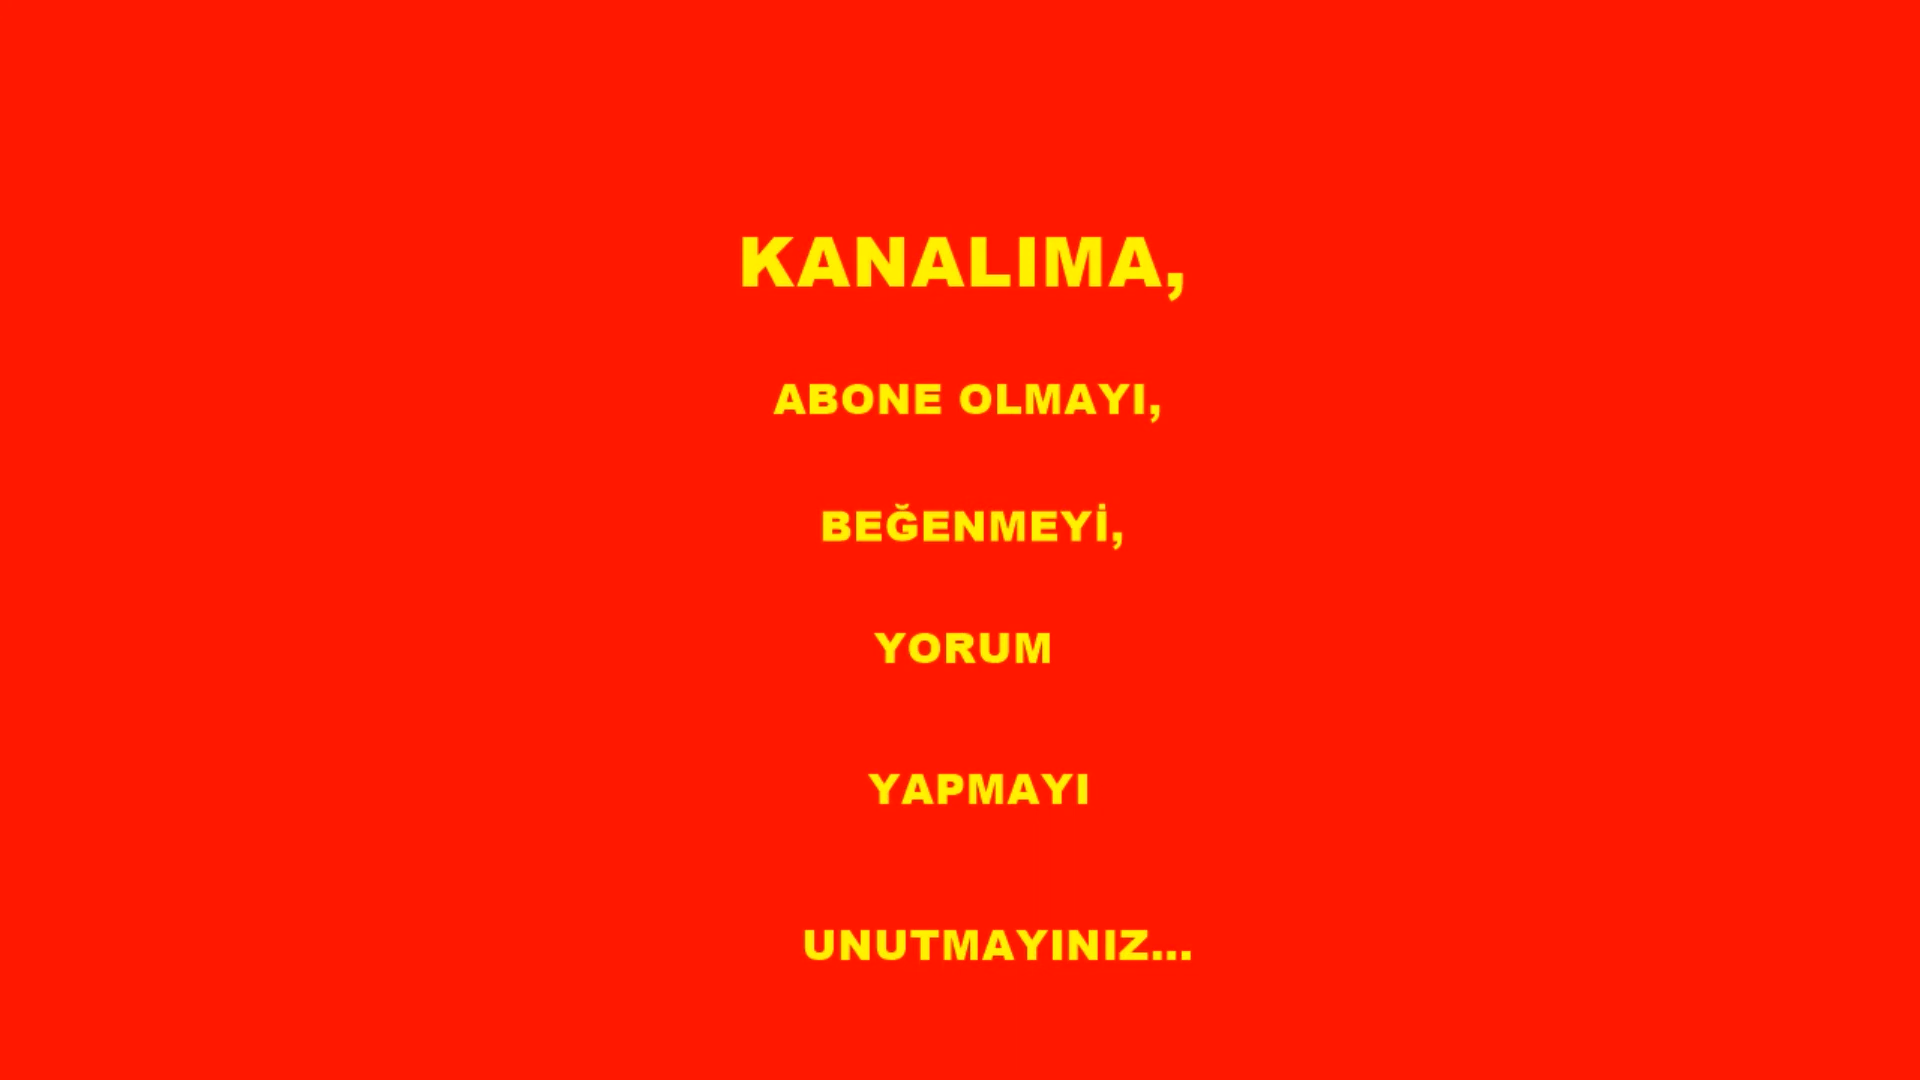 KANALIMA,
ABONE OLMAYI,
BEĞENMEYİ,
YORUM
YAPMAYI
UNUTMAYINIZ...